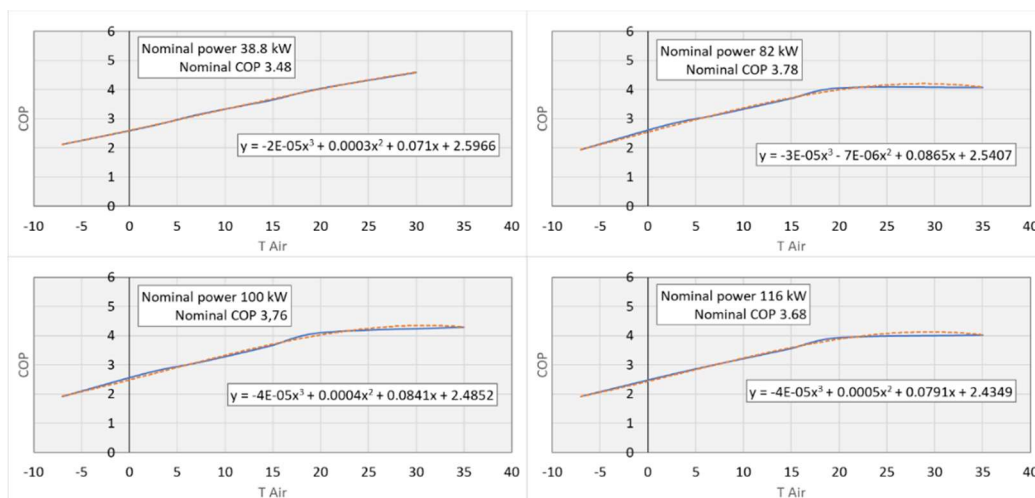 6
5
4
3
2
1
0
-10 -5 0 5 10 15 20 25 30 35 40
COP
T Air
Nominal power 38.8 kW
Nominal COP 3.48
y = -2E-05x³ + 0.0003x² + 0.071x + 2.5966
6
5
4
3
2
1
0
-10 -5 0 5 10 15 20 25 30 35 40
COP
T Air
Nominal power 82 kW
Nominal COP 3.78
y = -3E-05x³ - 7E-06x² + 0.0865x + 2.5407
6
5
4
3
2
1
0
-10 -5 0 5 10 15 20 25 30 35 40
COP
T Air
Nominal power 100 kW
Nominal COP 3,76
y = -4E-05x³ + 0.0004x² + 0.0841x + 2.4852
6
5
4
3
2
1
0
-10 -5 0 5 10 15 20 25 30 35 40
COP
T Air
Nominal power 116 kW
Nominal COP 3.68
y = -4E-05x³ + 0.0005x² + 0.0791x + 2.4349